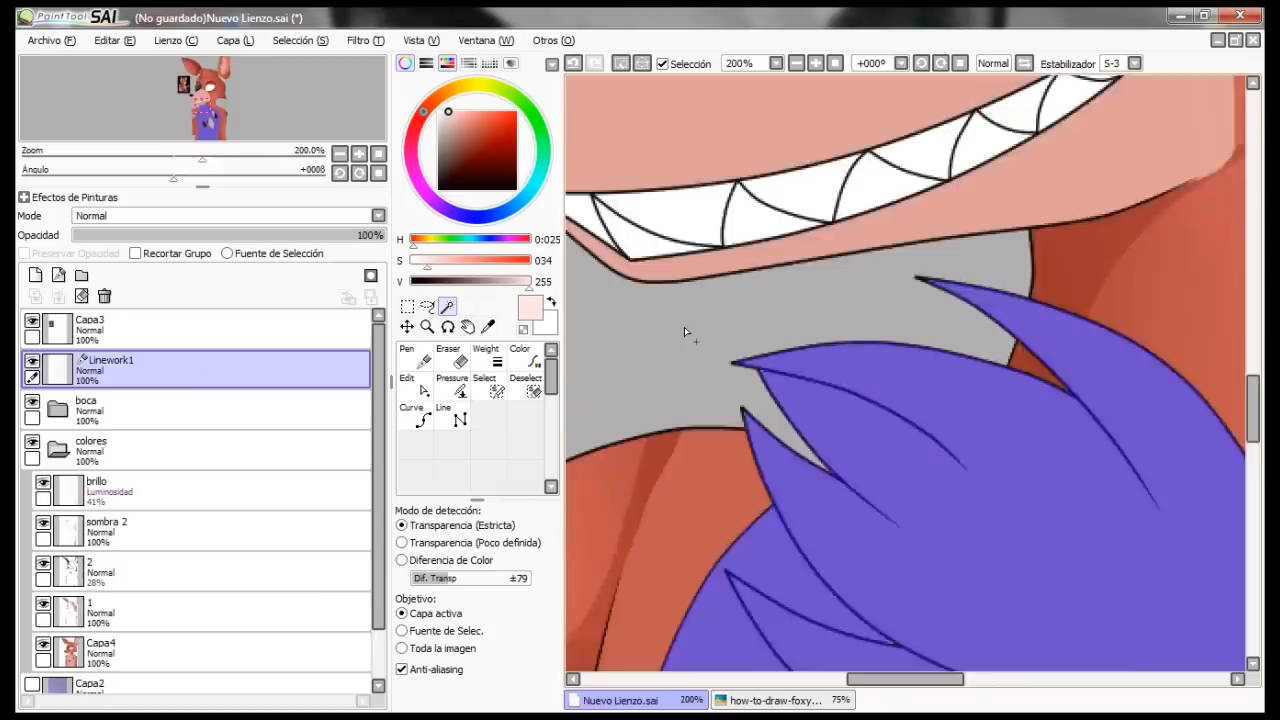 PaintTool SAI (No guardado)Nuevo Lienzo.sai (*)
Archivo (F) Editar (E) Lienzo (C) Capa (L) Selección (S) Filtro (T) Vista (V) Ventana (W) Otros (O)
Selección 200% +000º Normal Estabilizador S-3
Zoom 200.0%
Ángulo +0008
Efectos de Pinturas
Mode Normal
Opacidad 100%
Preservar Opacidad Recortar Grupo Fuente de Selección
Capa3
Normal
100%
Linework1
Normal
100%
boca
Normal
100%
colores
Normal
100%
brillo
Luminosidad
41%
sombra 2
Normal
100%
2
Normal
28%
1
Normal
100%
Capa4
Normal
100%
Capa2
H 0:025
S 034
V 255
Pen Eraser Weight Color
Edit Pressure Select Deselect
Curve Line
Modo de detección:
Transparencia (Estricta)
Transparencia (Poco definida)
Diferencia de Color
Dif. Transp ±79
Objetivo:
Capa activa
Fuente de Selec.
Toda la imagen
Anti-aliasing
Nuevo Lienzo.sai 200% how-to-draw-foxy... 75%